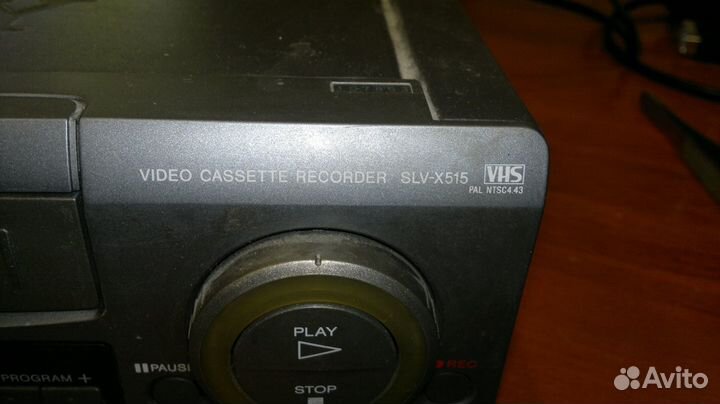 VIDEO CASSETTE RECORDER SLV-X515 VHS
PAL NTSC4.43
PLAY
PAUSE
REC
STOP
PROGRAM +
Avito